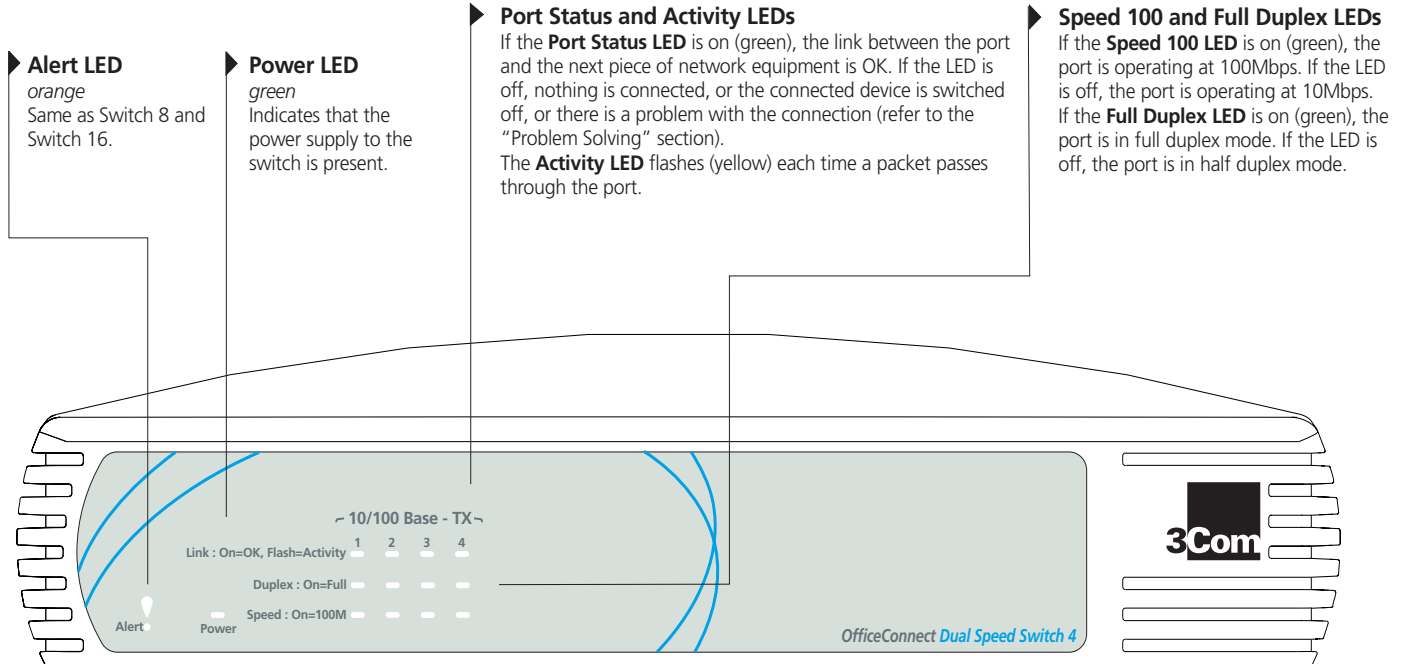 Alert LED
orange
Same as Switch 8 and
Switch 16.
Power LED
green
Indicates that the
power supply to the
switch is present.
Port Status and Activity LEDs
If the Port Status LED is on (green), the link between the port
and the next piece of network equipment is OK. If the LED is
off, nothing is connected, or the connected device is switched
off, or there is a problem with the connection (refer to the
“Problem Solving” section).
The Activity LED flashes (yellow) each time a packet passes
through the port.
Speed 100 and Full Duplex LEDs
If the Speed 100 LED is on (green), the
port is operating at 100Mbps. If the LED
is off, the port is operating at 10Mbps.
If the Full Duplex LED is on (green), the
port is in full duplex mode. If the LED is
off, the port is in half duplex mode.
10/100 Base - TX
1 2 3 4
Link : On=OK, Flash=Activity
Duplex : On=Full
Speed : On=100M
Alert
Power
OfficeConnect Dual Speed Switch 4
3Com